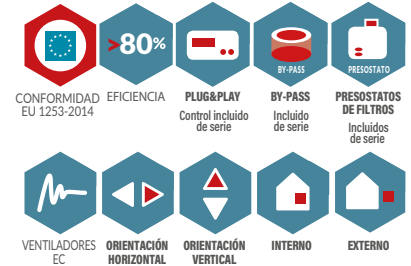 >80%
BY-PASS
PRESOSTATO
CONFORMIDAD
EU 1253-2014
EFICIENCIA
PLUG&PLAY
Control incluido
de serie
BY-PASS
Incluido
de serie
PRESOSTATOS
DE FILTROS
Incluidos
de serie
VENTILADORES
EC
ORIENTACIÓN
HORIZONTAL
ORIENTACIÓN
VERTICAL
INTERNO
EXTERNO